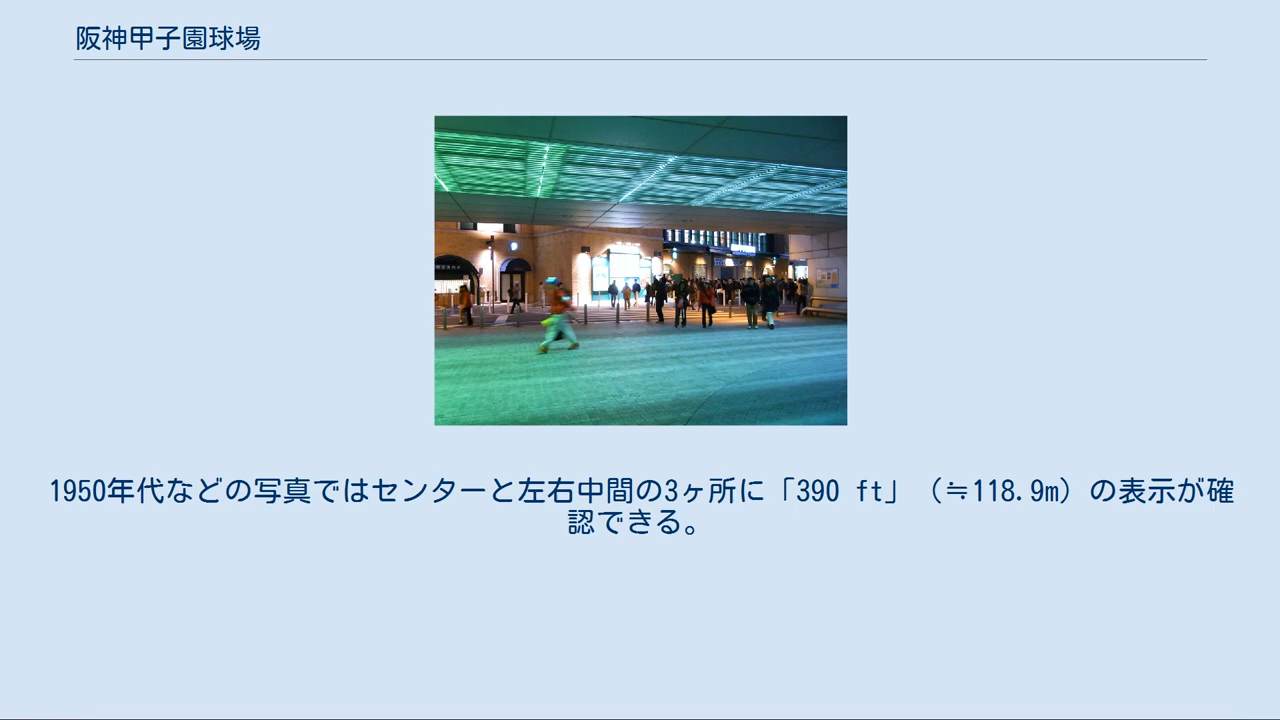 阪神甲子園球場
1950年代などの写真ではセンターと左右中間の3ヶ所に「390 ft」（≒118.9m）の表示が確
認できる。